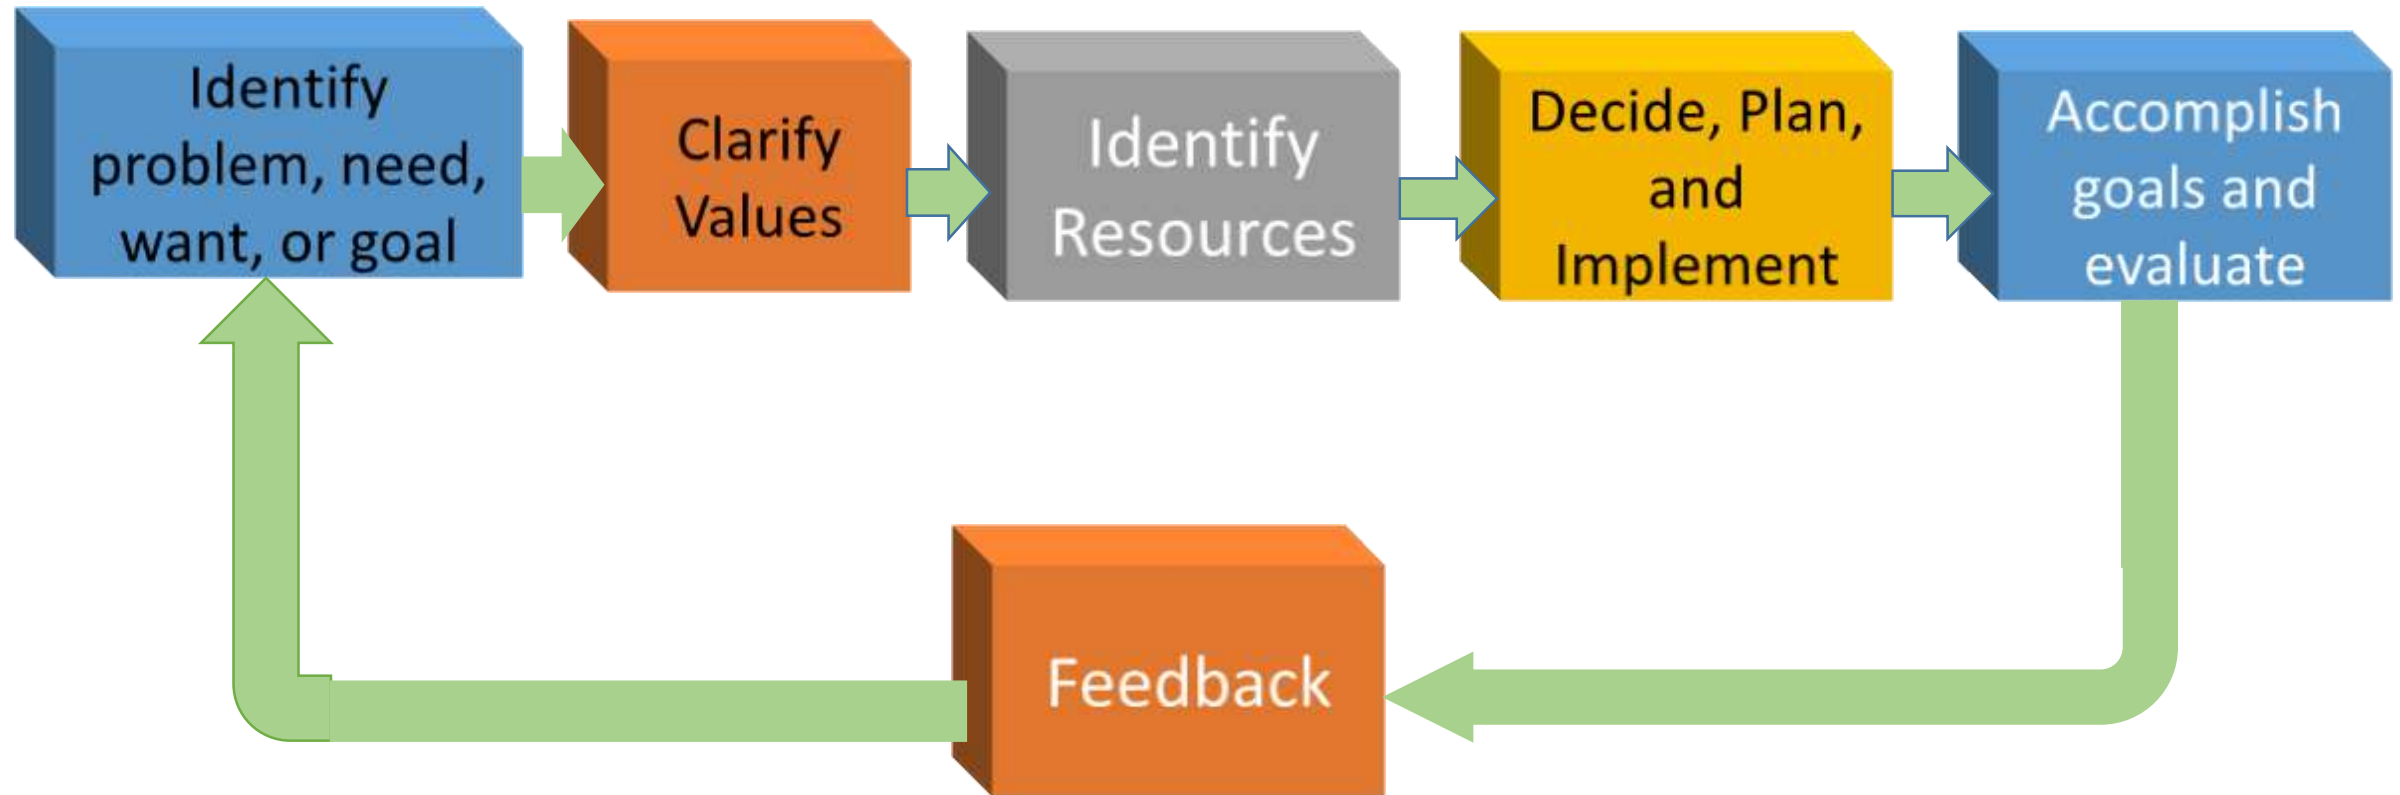 Identify
problem, need,
want, or goal
Clarify
Values
Identify
Resources
Decide, Plan,
and
Implement
Accomplish
goals and
evaluate
Feedback